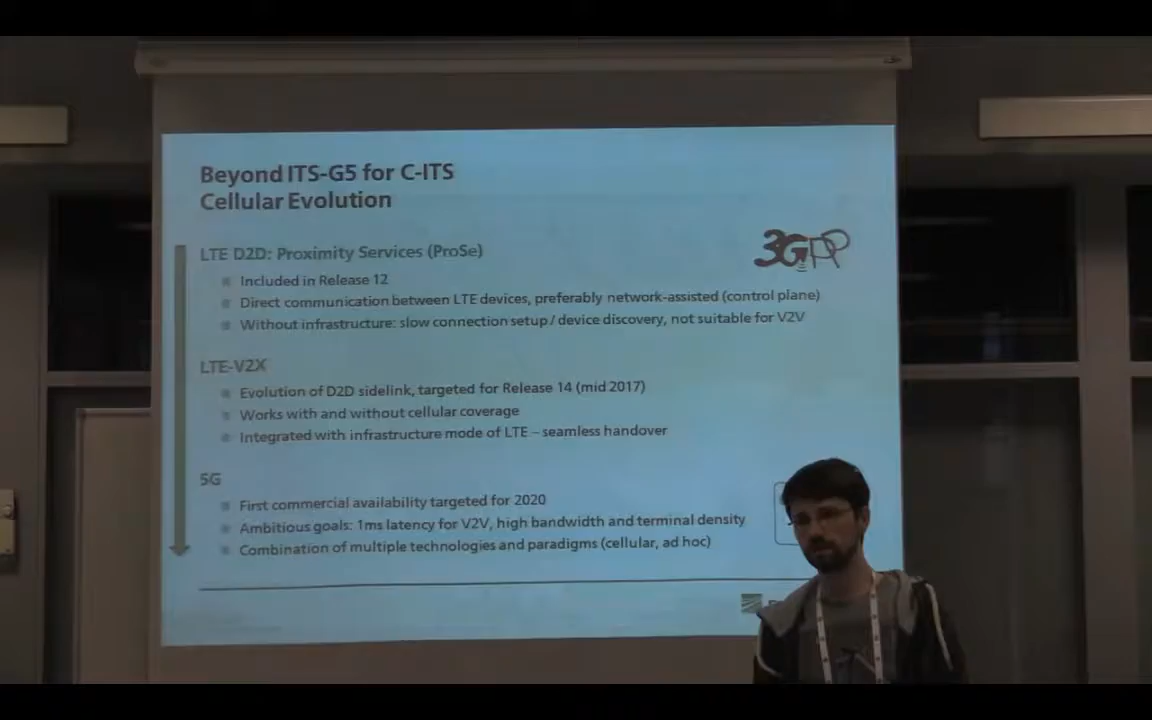 Beyond ITS-G5 for C-ITS
Cellular Evolution
3GPP
LTE D2D: Proximity Services (ProSe)
Included in Release 12
Direct communication between LTE devices, preferably network-assisted (control plane)
Without infrastructure: slow connection setup / device discovery, not suitable for V2V
LTE-V2X
Evolution of D2D sidelink, targeted for Release 14 (mid 2017)
Works with and without cellular coverage
Integrated with infrastructure mode of LTE – seamless handover
5G
First commercial availability targeted for 2020
Ambitious goals: 1ms latency for V2V, high bandwidth and terminal density
Combination of multiple technologies and paradigms (cellular, ad hoc)